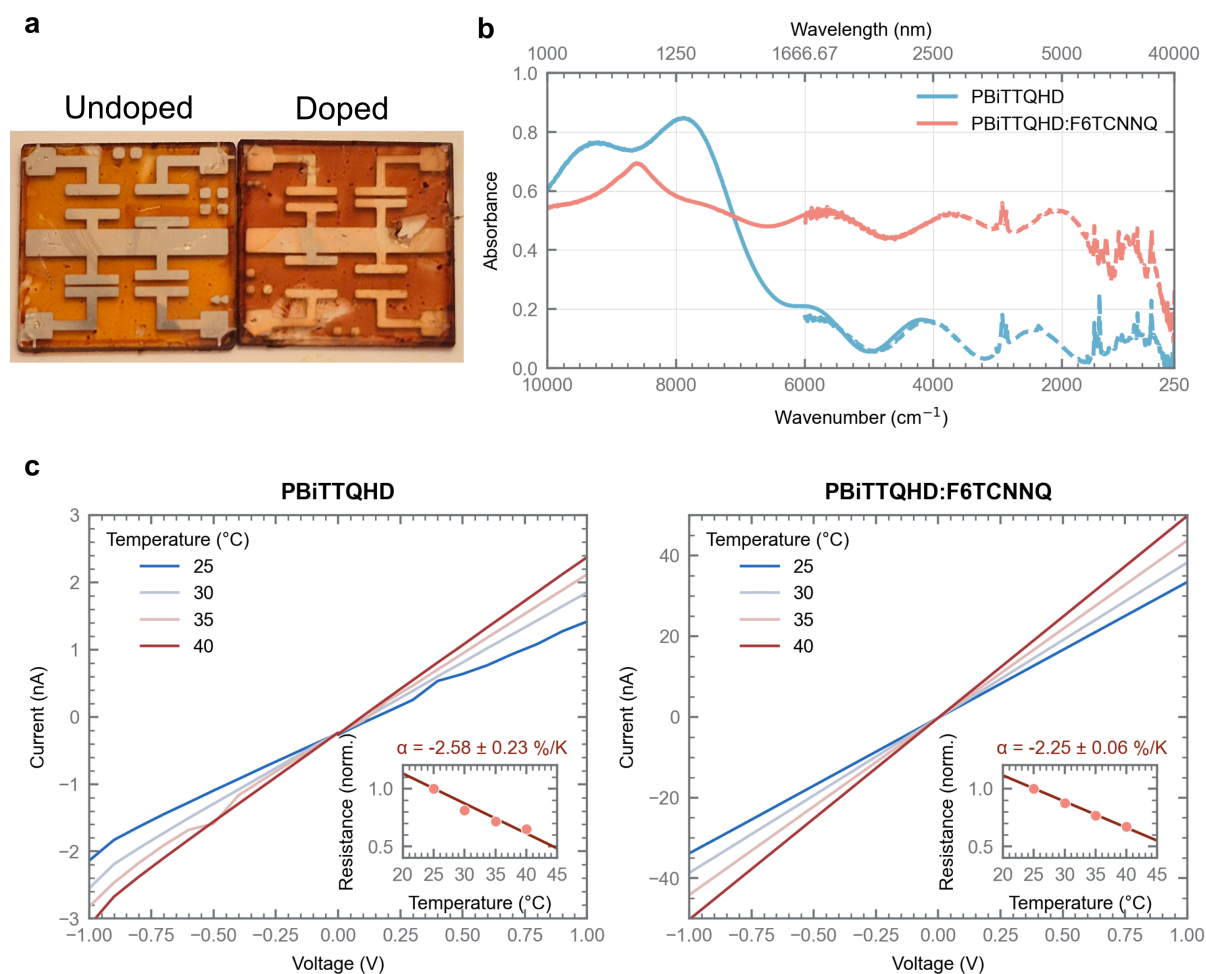 a
Undoped
Doped
b
Wavelength (nm)
1000 1250 1666.67 2500 5000 40000
1.0
0.8
0.6
0.4
0.2
0.0
Absorbance
PBiTTQHD
PBiTTQHD:F6TCNNQ
10000 8000 6000 4000 2000 250
Wavenumber (cm⁻¹)
c
PBiTTQHD
3
2
1
0
−1
−2
−3
Current (nA)
Temperature (°C)
25
30
35
40
α = -2.58 ± 0.23 %/K
Resistance (norm.)
1.0
0.5
20 25 30 35 40 45
Temperature (°C)
−1.00 −0.75 −0.50 −0.25 0.00 0.25 0.50 0.75 1.00
Voltage (V)
PBiTTQHD:F6TCNNQ
40
20
0
−20
−40
Current (nA)
Temperature (°C)
25
30
35
40
α = -2.25 ± 0.06 %/K
Resistance (norm.)
1.0
0.5
20 25 30 35 40 45
Temperature (°C)
−1.00 −0.75 −0.50 −0.25 0.00 0.25 0.50 0.75 1.00
Voltage (V)